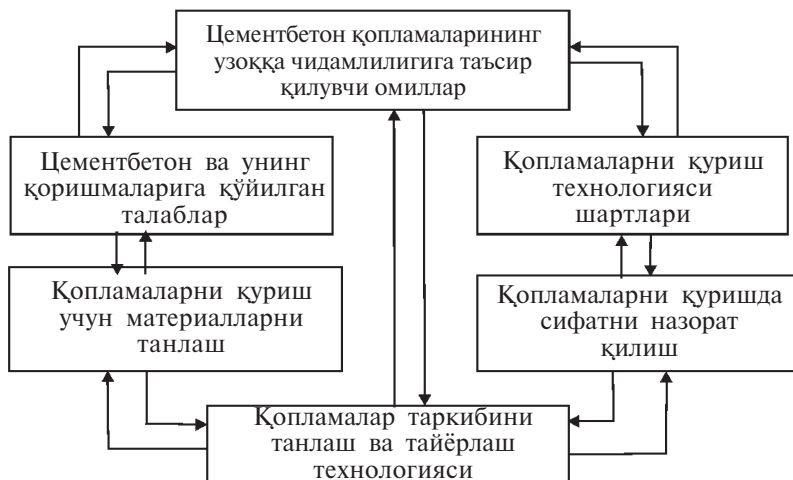 Цементбетон қопламаларининг
узоққа чидамлилигига таъсир
қилувчи омиллар
Цементбетон ва унинг
қоришмаларига қўйилган
талаблар
Қопламаларни қуриш
технологияси
шартлари
Қопламаларни қуриш
учун материалларни
танлаш
Қопламаларни қуришда
сифатни назорат
қилиш
Қопламалар таркибини
танлаш ва тайёрлаш
технологияси